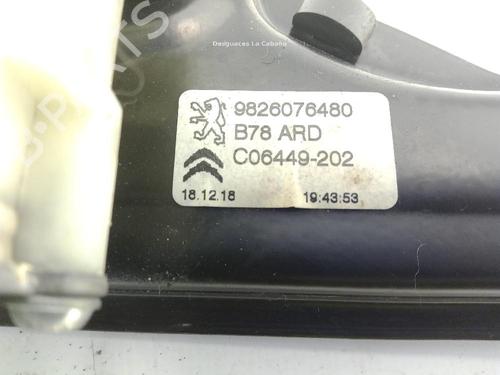 Desguaces La Cabaña
9826076480
B78 ARD
C06449-202
18.12.18 19:43:53